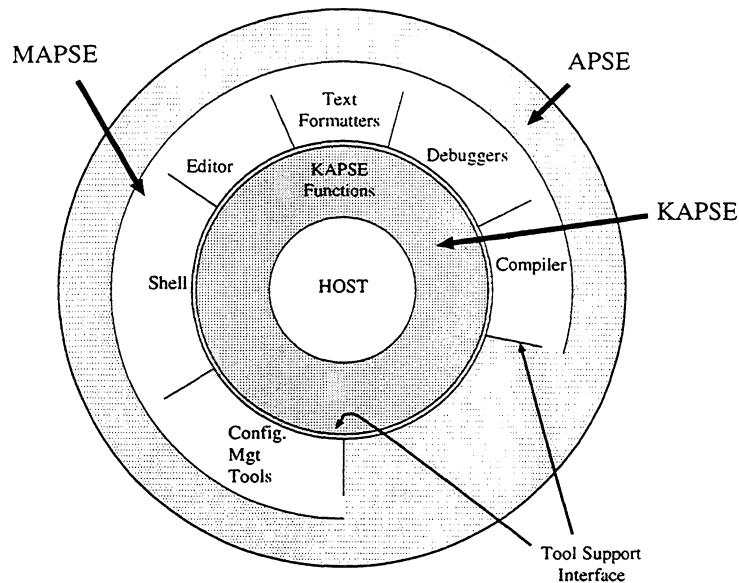 MAPSE
APSE
Text
Formatters
Editor
Debuggers
KAPSE
Functions
KAPSE
Shell
HOST
Compiler
Config.
Mgt
Tools
Tool Support
Interface